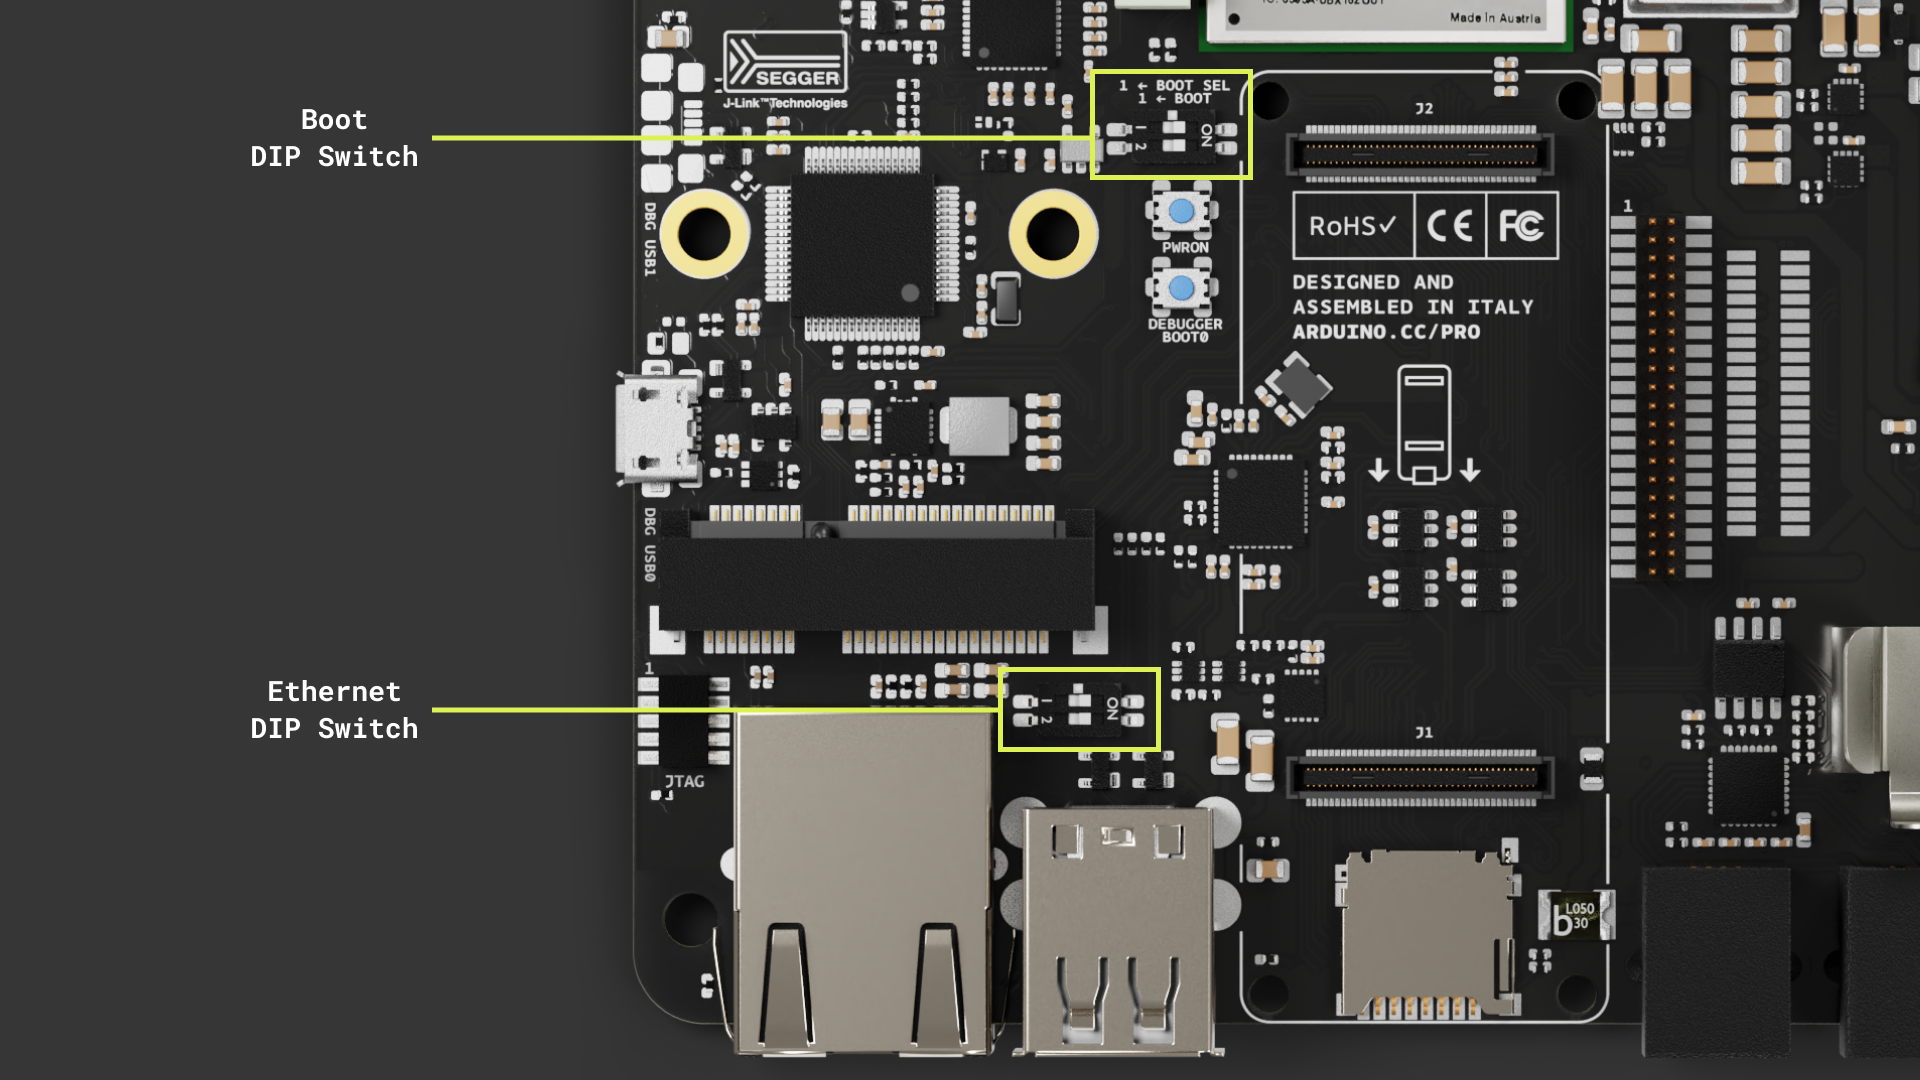 Made in Austria
SEGGER
J-Link™Technologies
1 ← BOOT SEL
1 ← BOOT
ON
1
2
Boot
DIP Switch
J2
DBG USB1
PWRON
RoHS✓
CE
FC
1
DESIGNED AND
ASSEMBLED IN ITALY
ARDUINO.CC/PRO
DEBUGGER
BOOT0
DBG USB0
1
Ethernet
DIP Switch
ON
1
2
J1
JTAG
b L050
30